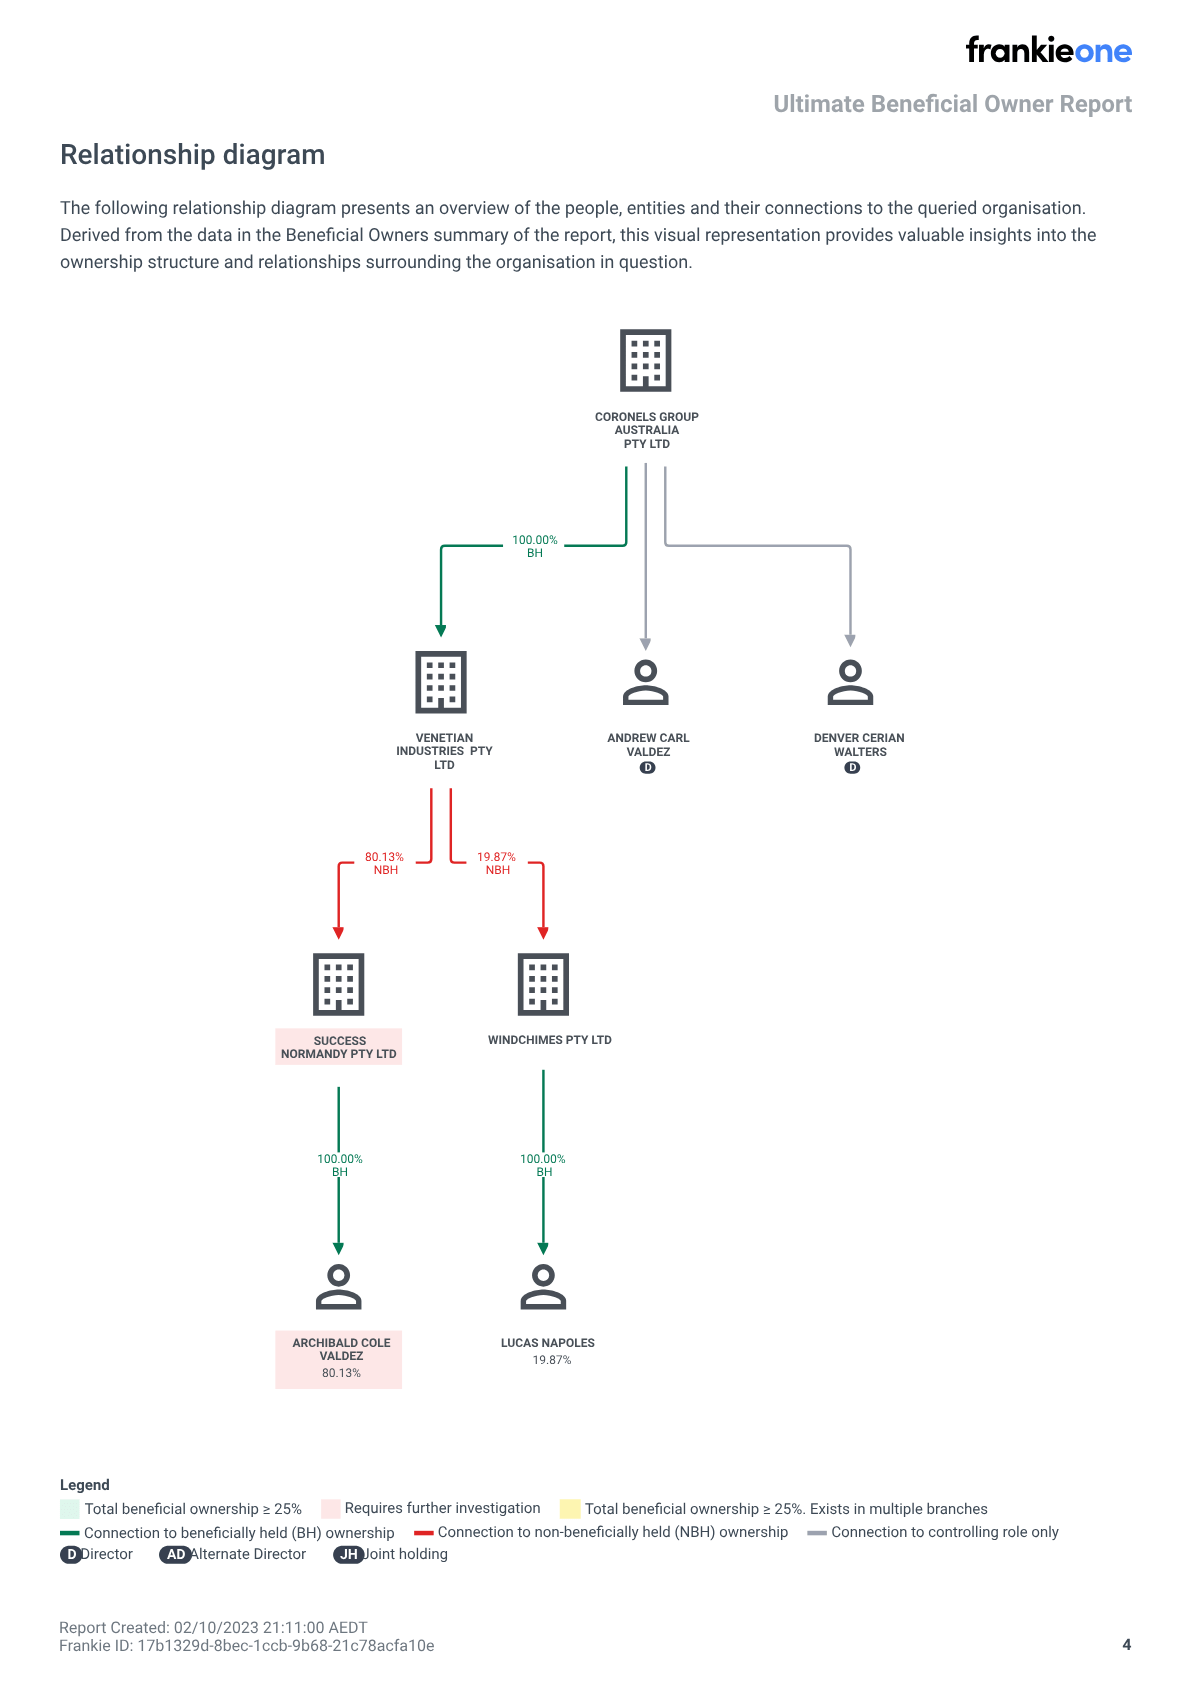 frankieone
Ultimate Beneficial Owner Report
Relationship diagram
The following relationship diagram presents an overview of the people, entities and their connections to the queried organisation.
Derived from the data in the Beneficial Owners summary of the report, this visual representation provides valuable insights into the
ownership structure and relationships surrounding the organisation in question.
CORONELS GROUP
AUSTRALIA
PTY LTD
100.00%
BH
VENETIAN
INDUSTRIES PTY
LTD
ANDREW CARL
VALDEZ
D
DENVER CERIAN
WALTERS
D
80.13%
NBH
19.87%
NBH
SUCCESS
NORMANDY PTY LTD
WINDCHIMES PTY LTD
100.00%
BH
100.00%
BH
ARCHIBALD COLE
VALDEZ
80.13%
LUCAS NAPOLES
19.87%
Legend
Total beneficial ownership ≥ 25% Requires further investigation Total beneficial ownership ≥ 25%. Exists in multiple branches
Connection to beneficially held (BH) ownership Connection to non-beneficially held (NBH) ownership Connection to controlling role only
D Director AD Alternate Director JH Joint holding
Report Created: 02/10/2023 21:11:00 AEDT
Frankie ID: 17b1329d-8bec-1ccb-9b68-21c78acfa10e
4